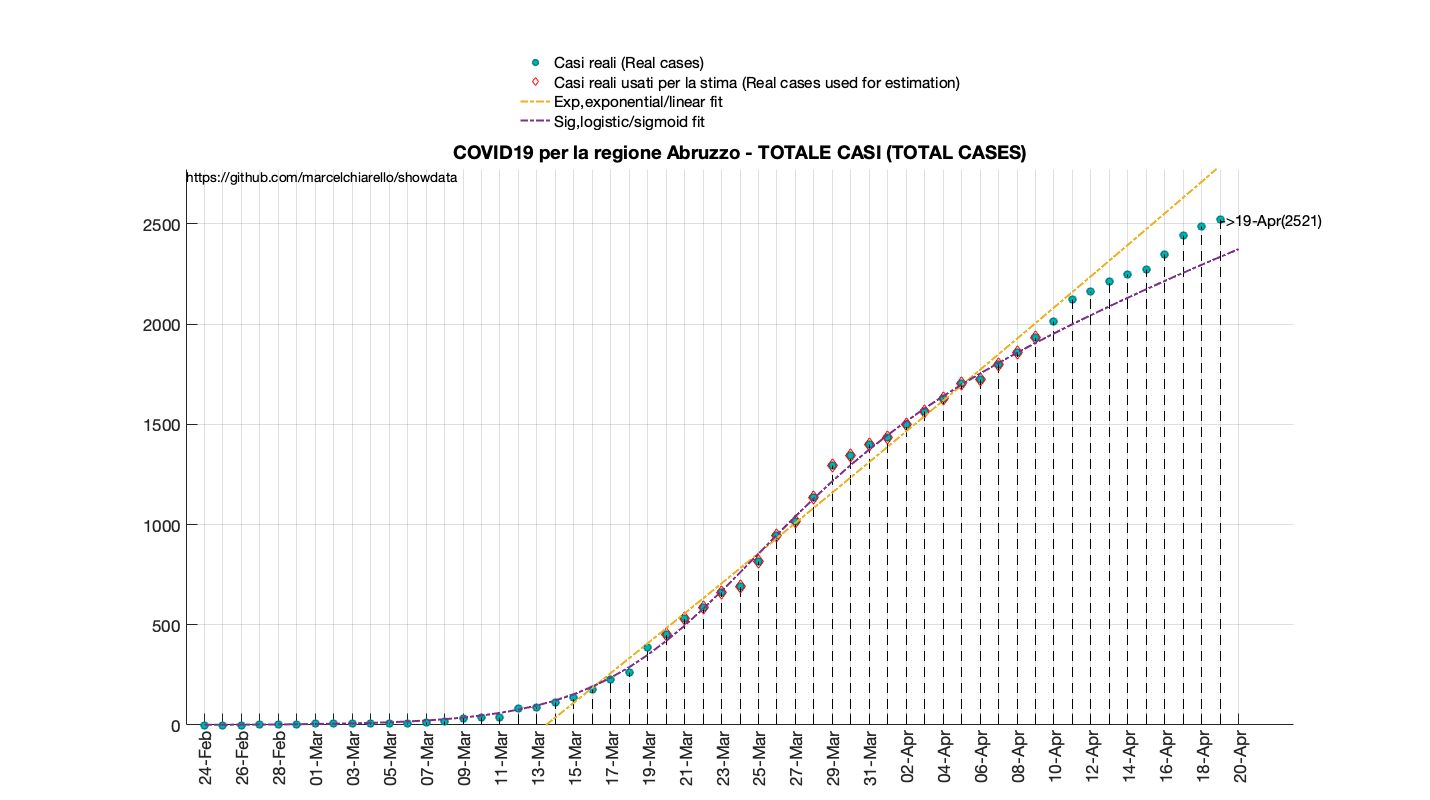 Casi reali (Real cases)
Casi reali usati per la stima (Real cases used for estimation)
Exp,exponential/linear fit
Sig,logistic/sigmoid fit
COVID19 per la regione Abruzzo - TOTALE CASI (TOTAL CASES)
https://github.com/marcelchiarello/showdata
2500
->19-Apr(2521)
2000
1500
1000
500
0
24-Feb
26-Feb
28-Feb
01-Mar
03-Mar
05-Mar
07-Mar
09-Mar
11-Mar
13-Mar
15-Mar
17-Mar
19-Mar
21-Mar
23-Mar
25-Mar
27-Mar
29-Mar
31-Mar
02-Apr
04-Apr
06-Apr
08-Apr
10-Apr
12-Apr
14-Apr
16-Apr
18-Apr
20-Apr